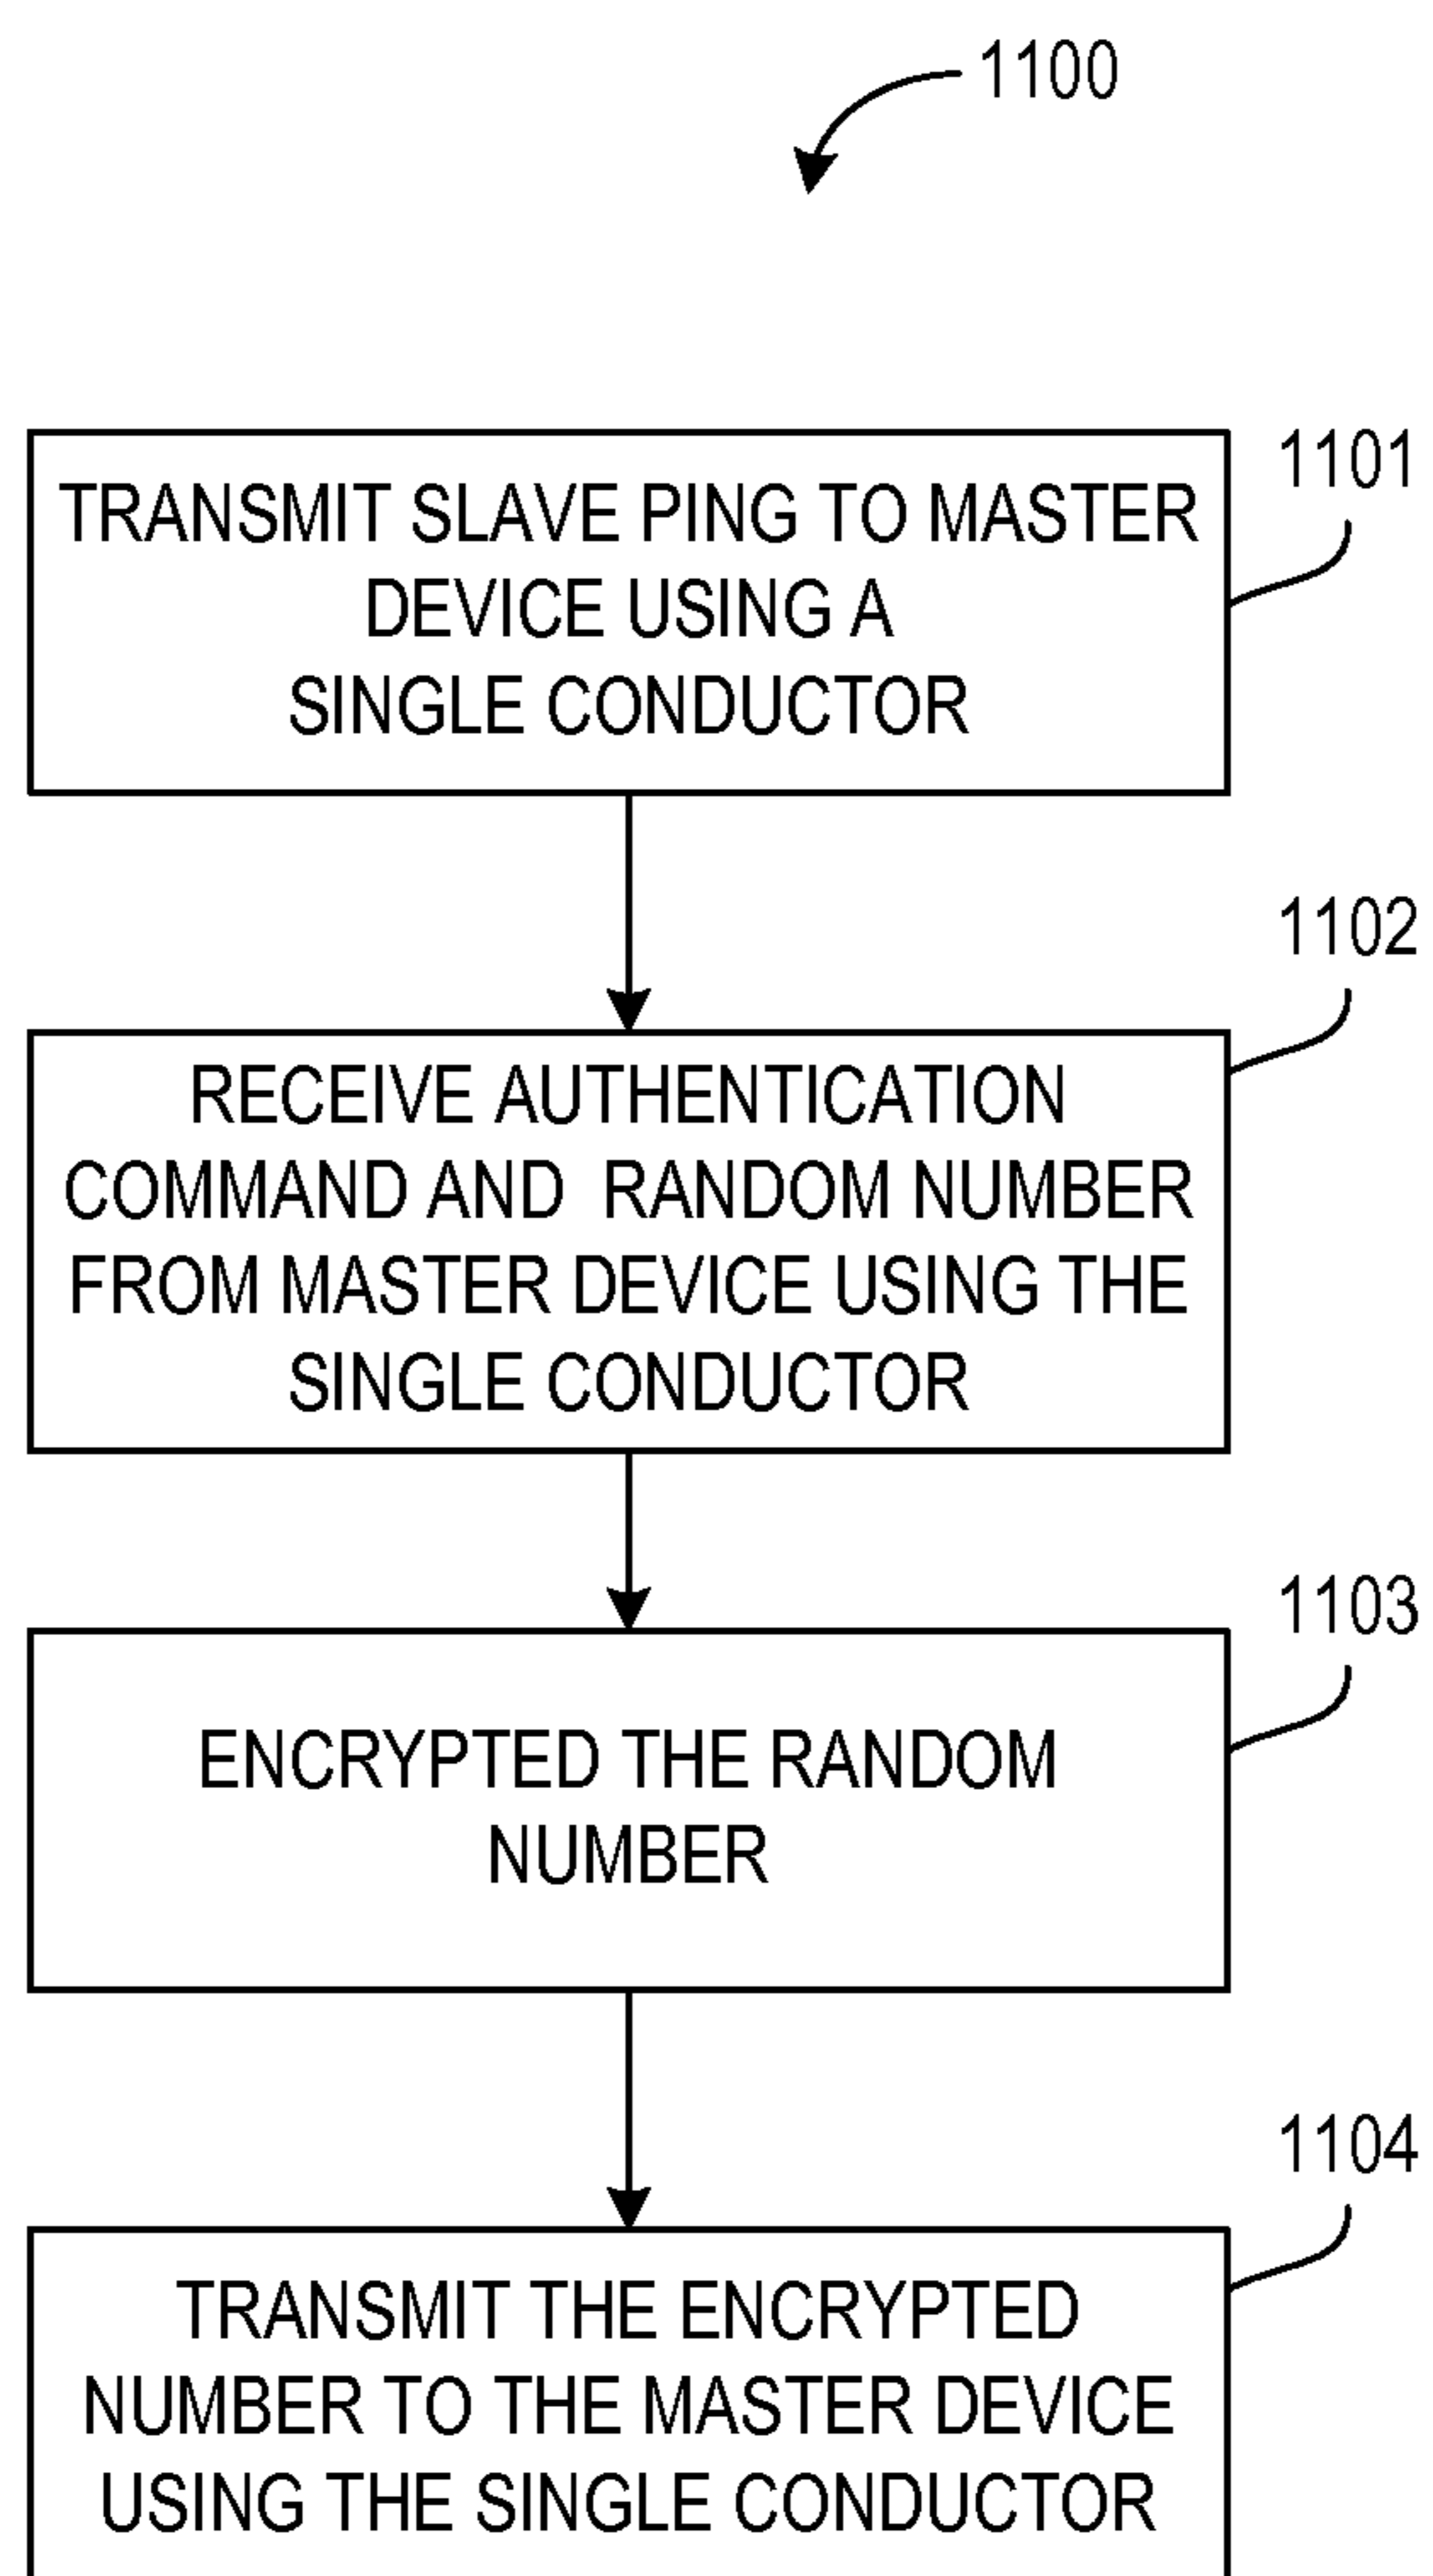 1100
1101
TRANSMIT SLAVE PING TO MASTER
DEVICE USING A
SINGLE CONDUCTOR
1102
RECEIVE AUTHENTICATION
COMMAND AND RANDOM NUMBER
FROM MASTER DEVICE USING THE
SINGLE CONDUCTOR
1103
ENCRYPTED THE RANDOM
NUMBER
1104
TRANSMIT THE ENCRYPTED
NUMBER TO THE MASTER DEVICE
USING THE SINGLE CONDUCTOR